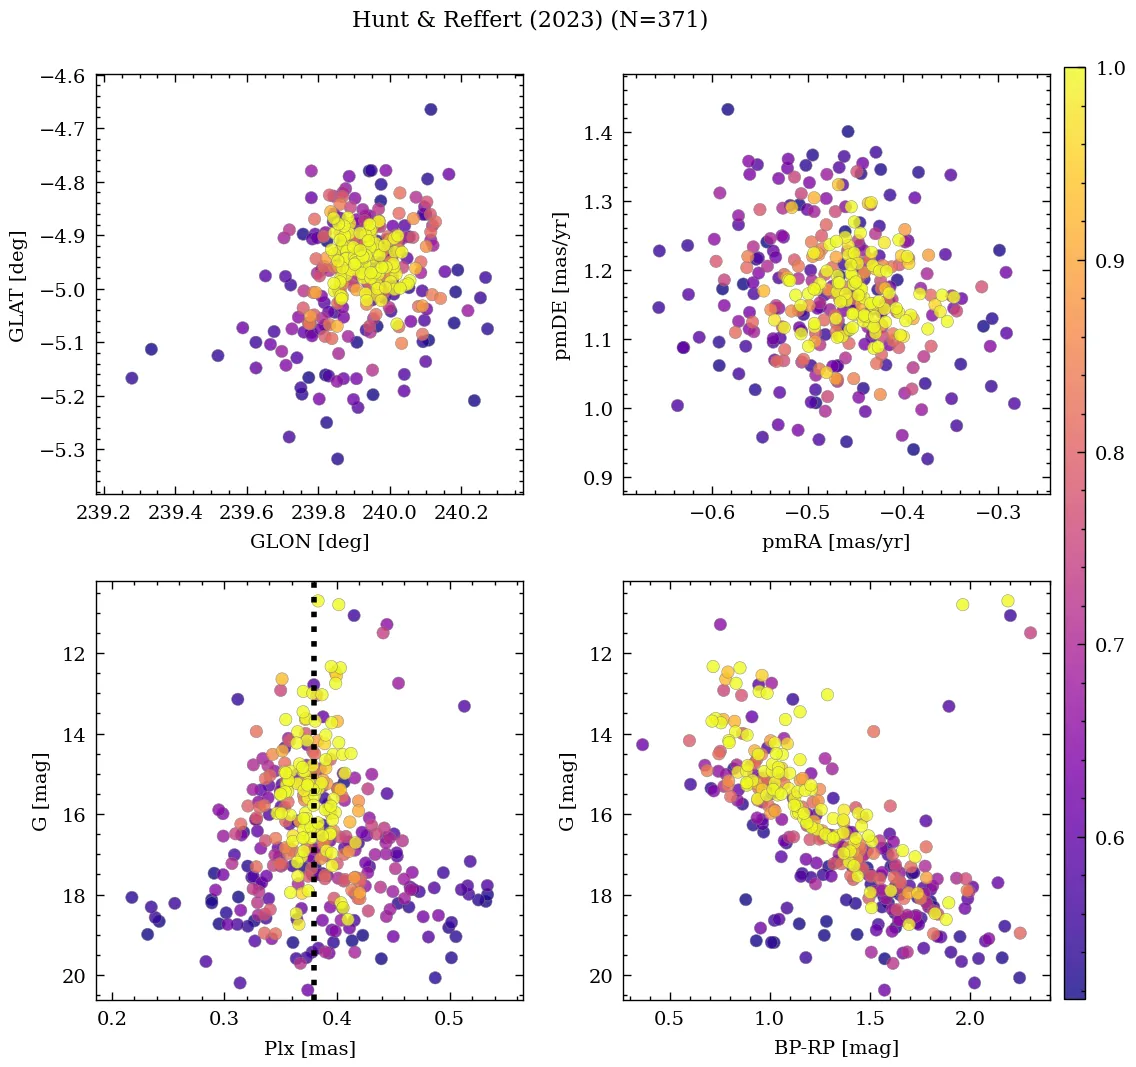 Hunt & Reffert (2023) (N=371)
−4.6
−4.7
−4.8
−4.9
−5.0
−5.1
−5.2
−5.3
GLAT [deg]
239.2 239.4 239.6 239.8 240.0 240.2
GLON [deg]
1.4
1.3
1.2
1.1
1.0
0.9
pmDE [mas/yr]
−0.6 −0.5 −0.4 −0.3
pmRA [mas/yr]
1.0
0.9
0.8
0.7
0.6
12
14
16
18
20
G [mag]
0.2 0.3 0.4 0.5
Plx [mas]
12
14
16
18
20
G [mag]
0.5 1.0 1.5 2.0
BP-RP [mag]